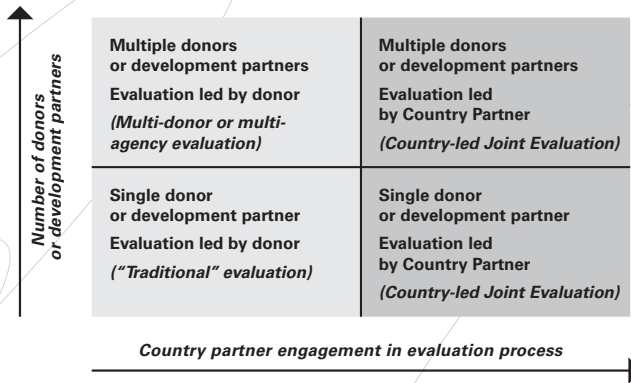 Number of donors
or development partners
Multiple donors
or development partners
Evaluation led by donor
(Multi-donor or multi-
agency evaluation)
Multiple donors
or development partners
Evaluation led
by Country Partner
(Country-led Joint Evaluation)
Single donor
or development partner
Evaluation led by donor
(“Traditional” evaluation)
Single donor
or development partner
Evaluation led
by Country Partner
(Country-led Joint Evaluation)
Country partner engagement in evaluation process